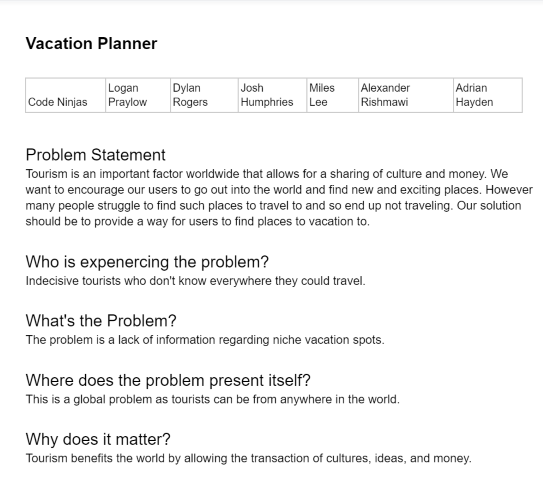 Vacation Planner
Code Ninjas Logan Praylow Dylan Rogers Josh Humphries Miles Lee Alexander Rishmawi Adrian Hayden
Problem Statement
Tourism is an important factor worldwide that allows for a sharing of culture and money. We
want to encourage our users to go out into the world and find new and exciting places. However
many people struggle to find such places to travel to and so end up not traveling. Our solution
should be to provide a way for users to find places to vacation to.
Who is expenercing the problem?
Indecisive tourists who don't know everywhere they could travel.
What's the Problem?
The problem is a lack of information regarding niche vacation spots.
Where does the problem present itself?
This is a global problem as tourists can be from anywhere in the world.
Why does it matter?
Tourism benefits the world by allowing the transaction of cultures, ideas, and money.